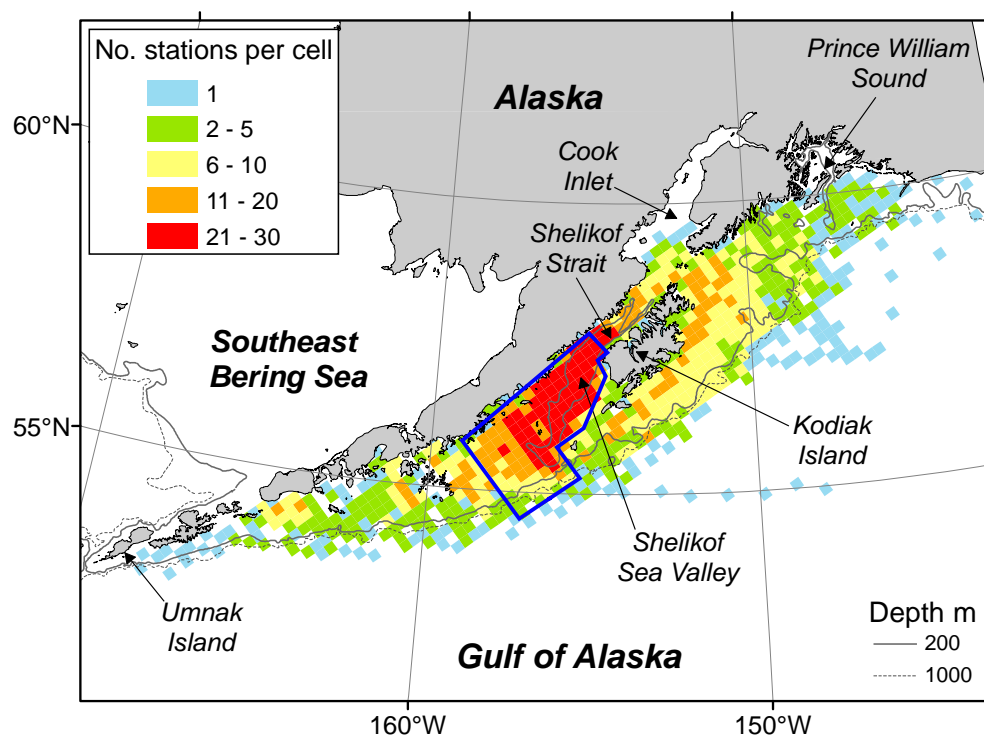 No. stations per cell
1
2 - 5
6 - 10
11 - 20
21 - 30
Prince William
Sound
Alaska
60°N
Cook
Inlet
Shelikof
Strait
Southeast
Bering Sea
55°N
Kodiak
Island
Shelikof
Sea Valley
Umnak
Island
Depth m
200
1000
Gulf of Alaska
160°W
150°W